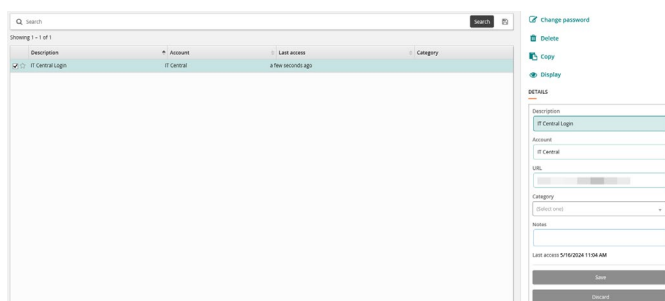 Search
Search
Showing 1 – 1 of 1
Description Account Last access Category
IT Central Login IT Central a few seconds ago
Change password
Delete
Copy
Display
DETAILS
Description
IT Central Login
Account
IT Central
URL
Category
(Select one)
Notes
Last access 5/16/2024 11:04 AM
Save
Discard